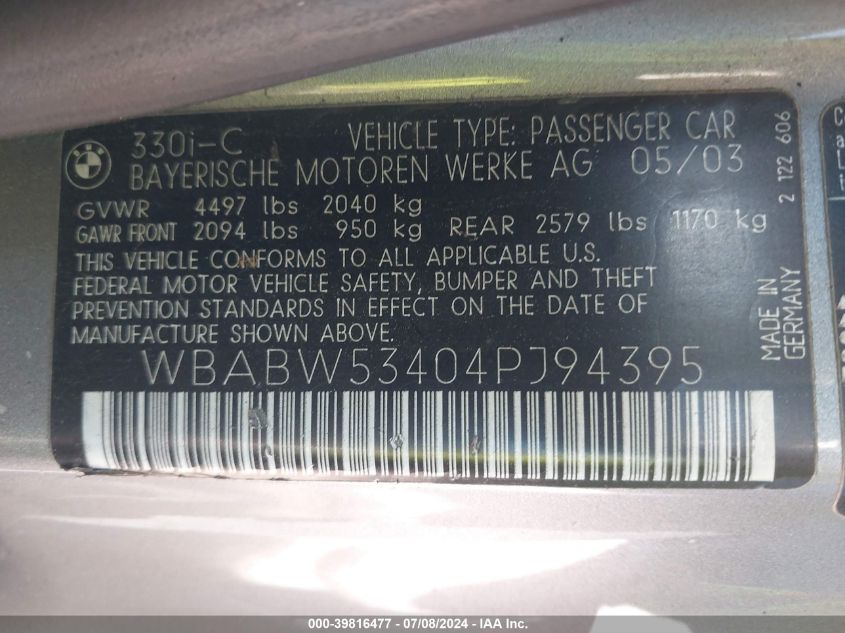 330i-C VEHICLE TYPE: PASSENGER CAR
BAYERISCHE MOTOREN WERKE AG 05/03
GVWR 4497 lbs 2040 kg
GAWR FRONT 2094 lbs 950 kg REAR 2579 lbs 1170 kg
THIS VEHICLE CONFORMS TO ALL APPLICABLE U.S.
FEDERAL MOTOR VEHICLE SAFETY, BUMPER AND THEFT
PREVENTION STANDARDS IN EFFECT ON THE DATE OF
MANUFACTURE SHOWN ABOVE.
WBABW53404PJ94395
2 122 606
MADE IN
GERMANY
000-39816477 - 07/08/2024 - IAA Inc.